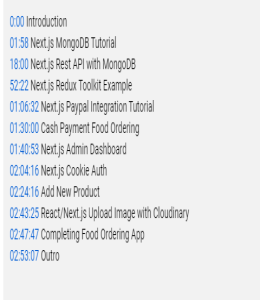 0:00 Introduction
01:58 Next.js MongoDB Tutorial
18:00 Next.js Rest API with MongoDB
52:22 Next.js Redux Toolkit Example
01:06:32 Next.js Paypal Integration Tutorial
01:30:00 Cash Payment Food Ordering
01:40:53 Next.js Admin Dashboard
02:04:16 Next.js Cookie Auth
02:24:16 Add New Product
02:43:25 React/Next.js Upload Image with Cloudinary
02:47:47 Completing Food Ordering App
02:53:07 Outro